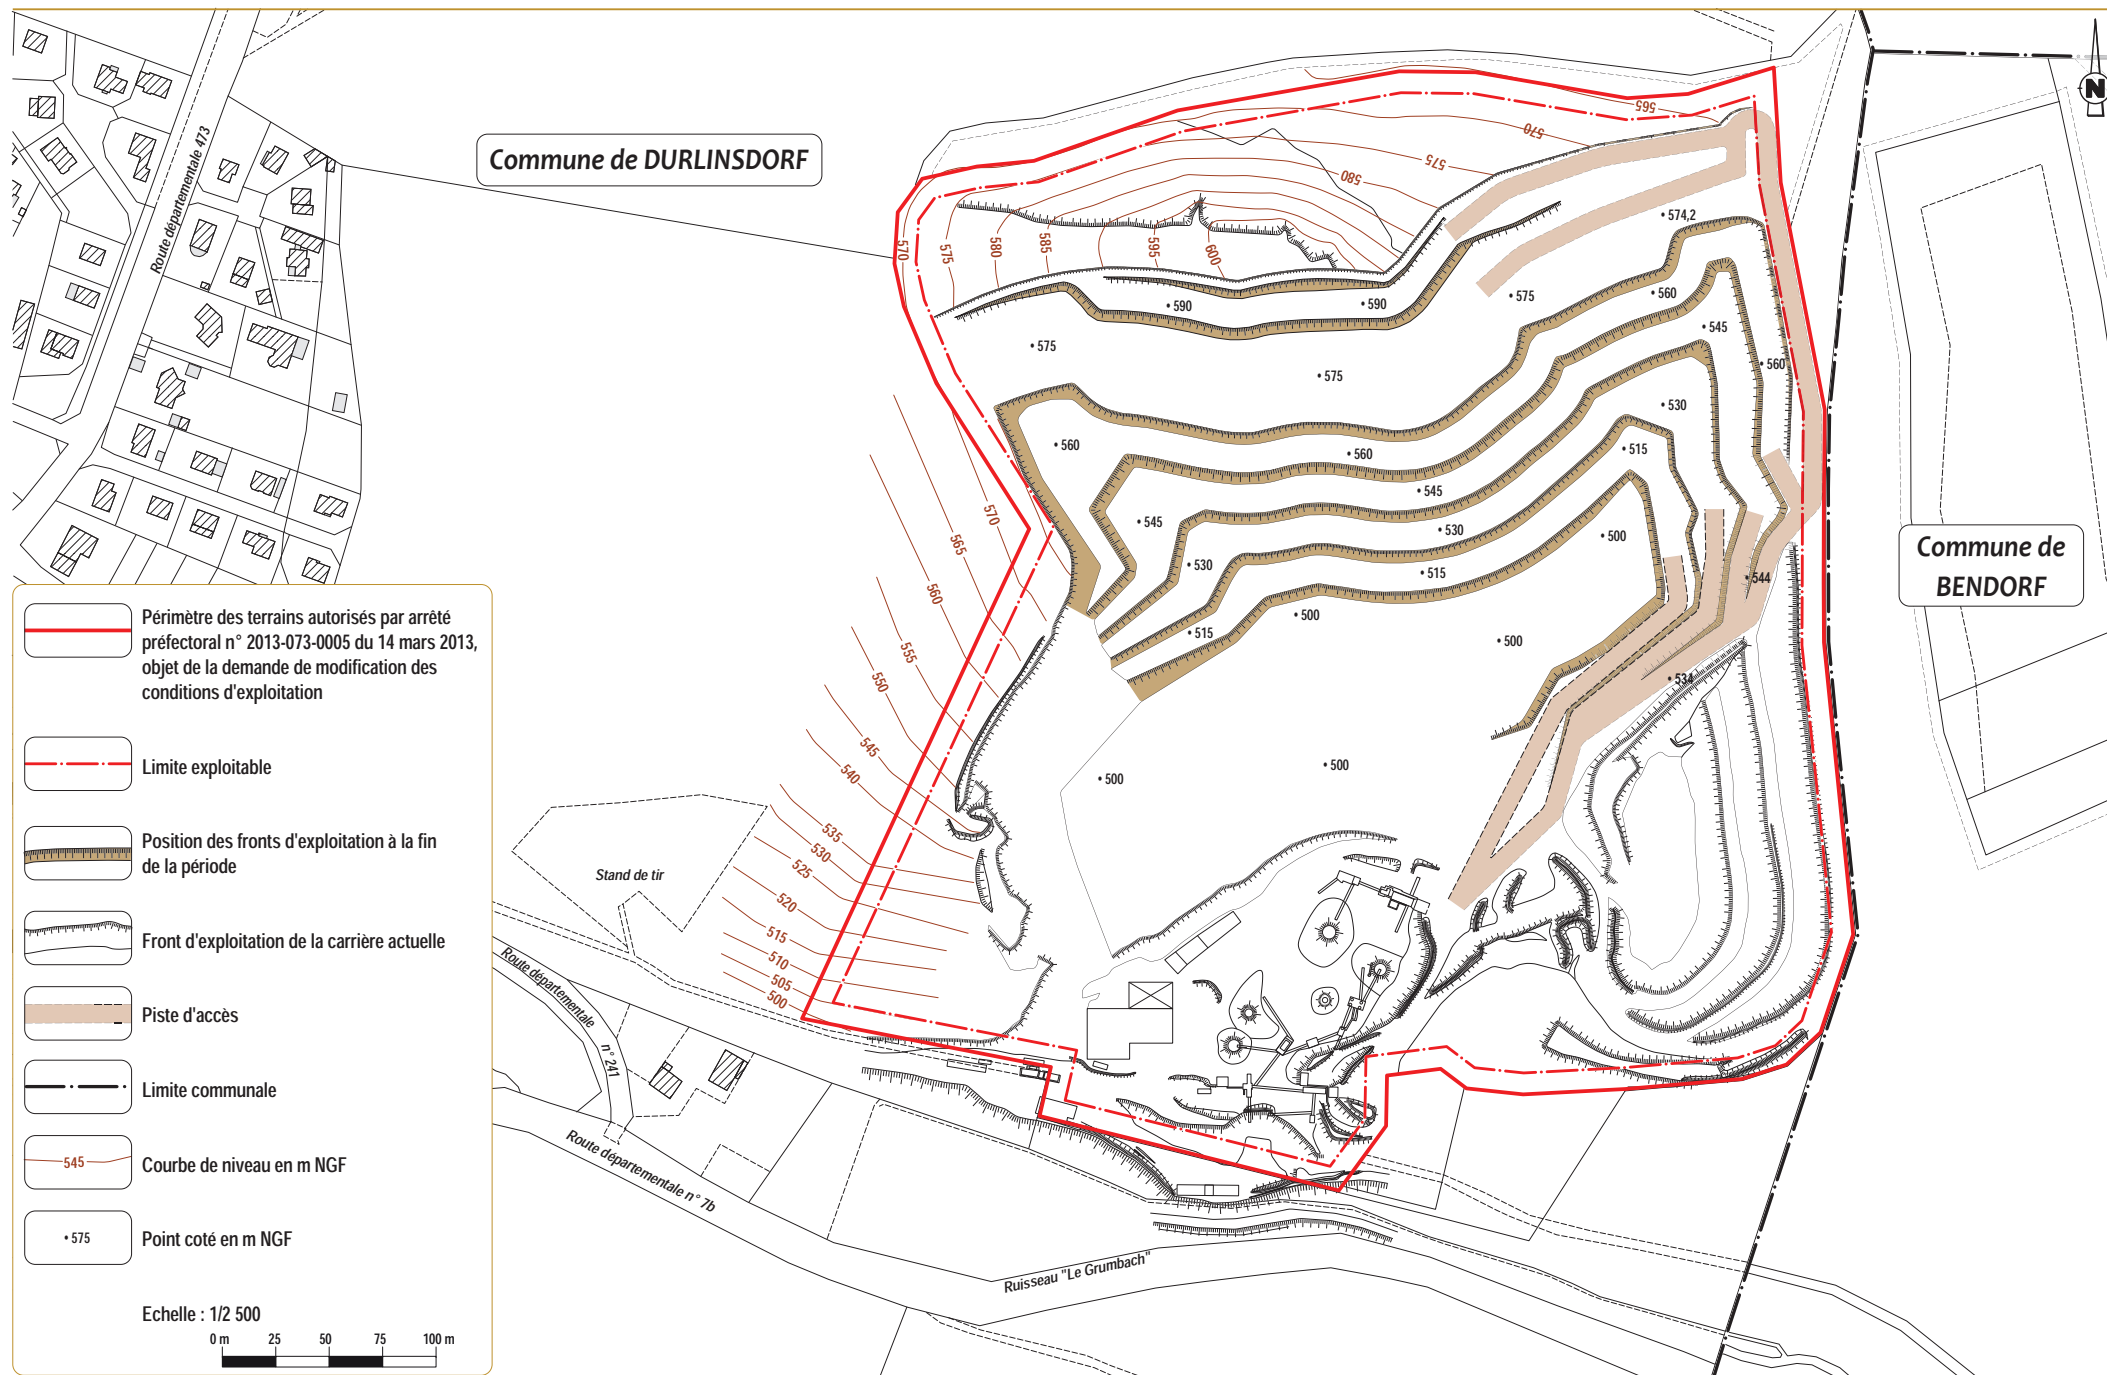 N
Commune de DURLINSDORF
Route départementale 473
565
570
575
580
574,2
570
575
580
585
595
600
590
590
575
560
545
575
575
560
530
560
560
515
545
545
500
530
530
515
544
515
500
500
534
500
500
570
565
560
555
550
545
540
535
530
525
520
515
510
505
500
Commune de
BENDORF
Stand de tir
Route départementale
n° 241
Route départementale n° 7b
Ruisseau "Le Grumbach"
Périmètre des terrains autorisés par arrêté
préfectoral n° 2013-073-0005 du 14 mars 2013,
objet de la demande de modification des
conditions d'exploitation
Limite exploitable
Position des fronts d'exploitation à la fin
de la période
Front d'exploitation de la carrière actuelle
Piste d'accès
Limite communale
545
Courbe de niveau en m NGF
575
Point coté en m NGF
Echelle : 1/2 500
0 m 25 50 75 100 m